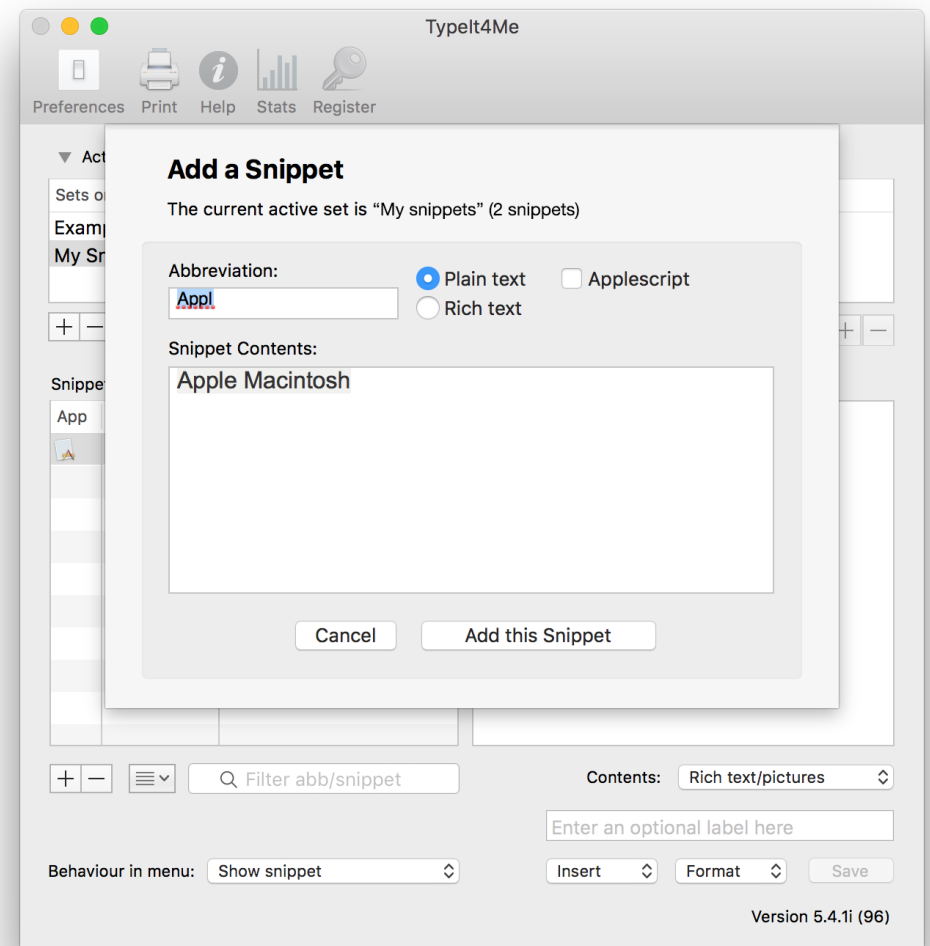 TypeIt4Me
Preferences Print Help Stats Register
Act
Sets o
Examp
My Sn
Add a Snippet
The current active set is “My snippets” (2 snippets)
Abbreviation:
Appl
Plain text
Applescript
Rich text
Snippet Contents:
Apple Macintosh
Cancel
Add this Snippet
Snippe
App
Filter abb/snippet
Contents: Rich text/pictures
Enter an optional label here
Behaviour in menu: Show snippet
Insert Format Save
Version 5.4.1i (96)